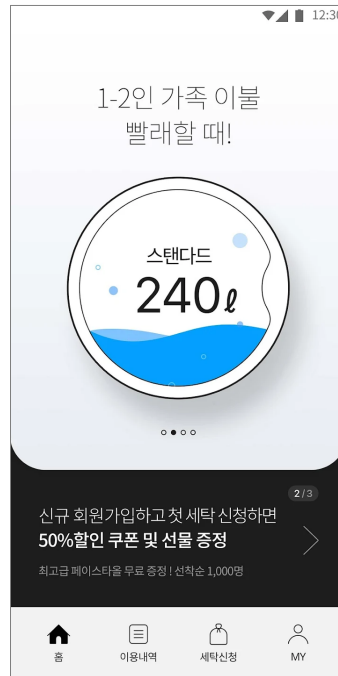 12:30
1-2인 가족 이불
빨래할 때!
스탠다드
240ℓ
2/3
신규 회원가입하고 첫 세탁 신청하면
50%할인 쿠폰 및 선물 증정
최고급 페이스타올 무료 증정 ! 선착순 1,000명
홈
이용내역
세탁신청
MY